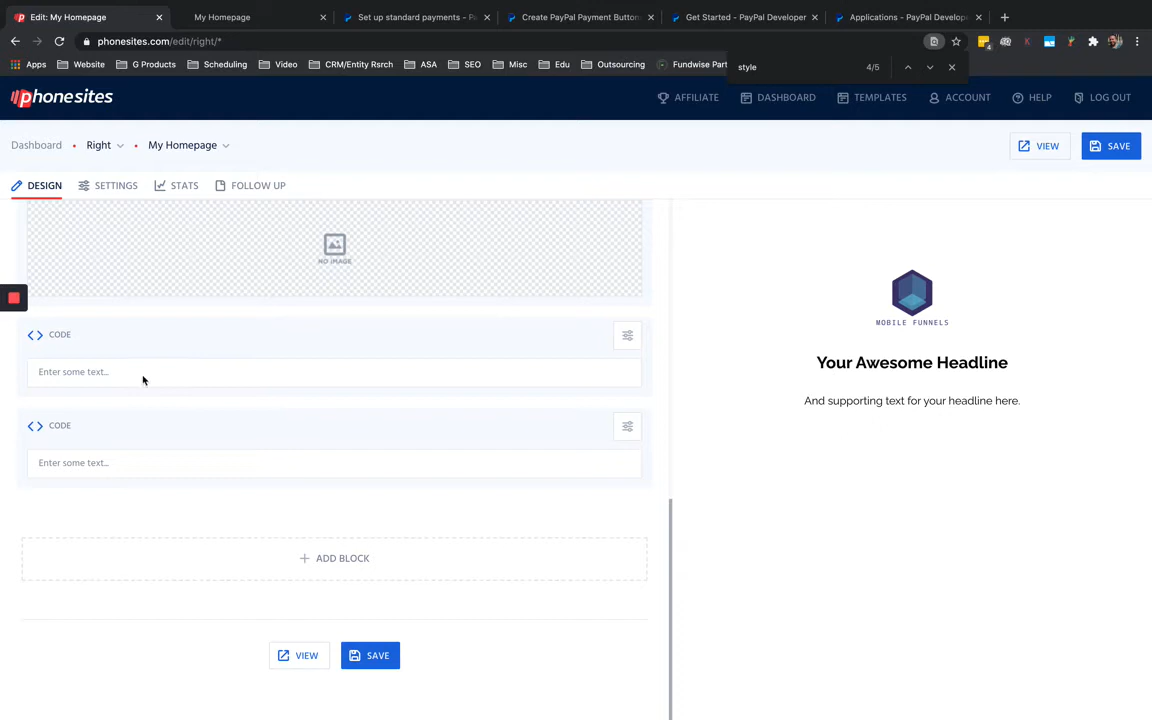 Edit: My Homepage
My Homepage
Set up standard payments - Pa
Create PayPal Payment Button
Get Started - PayPal Developer
Applications - PayPal Develope
phonesites.com/edit/right/*
4
Apps
Website
G Products
Scheduling
Video
CRM/Entity Rsrch
ASA
SEO
Misc
Edu
Outsourcing
Fundwise Part
style
4/5
phonesites
AFFILIATE
DASHBOARD
TEMPLATES
ACCOUNT
HELP
LOG OUT
Dashboard • Right • My Homepage
VIEW
SAVE
DESIGN
SETTINGS
STATS
FOLLOW UP
NO IMAGE
CODE
Enter some text...
CODE
Enter some text...
+ ADD BLOCK
VIEW
SAVE
MOBILE FUNNELS
Your Awesome Headline
And supporting text for your headline here.